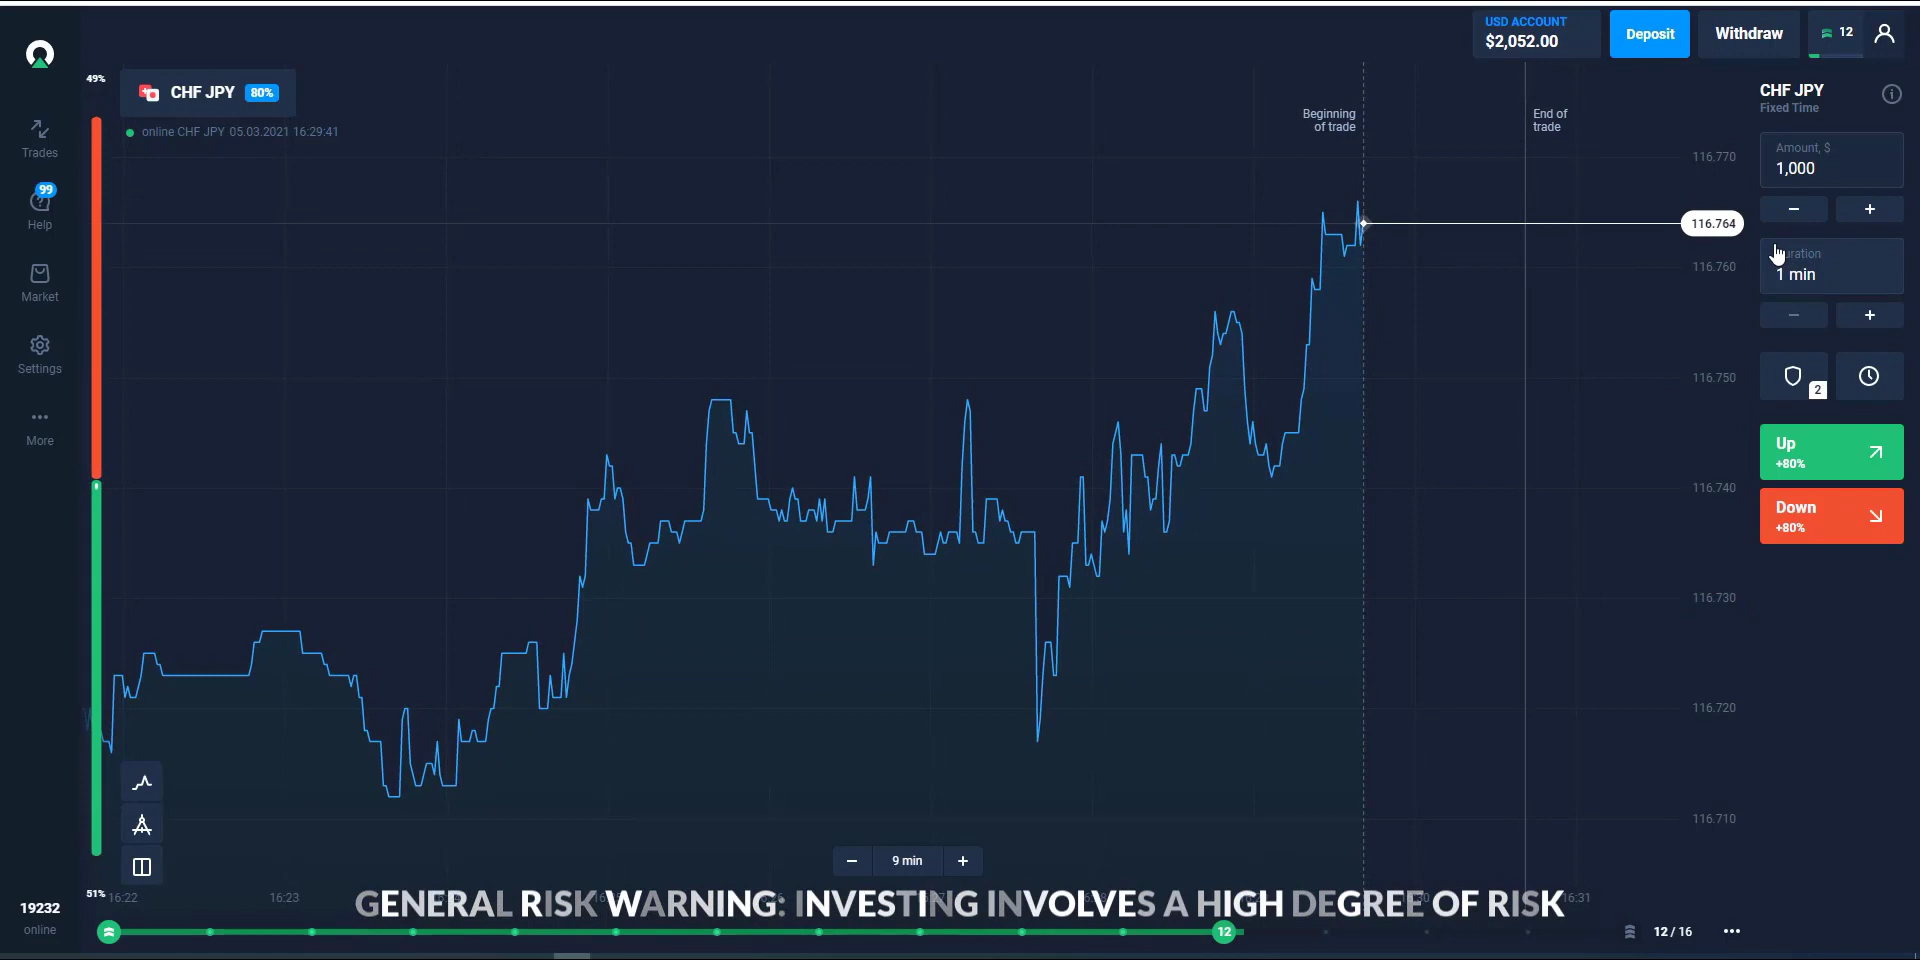 USD ACCOUNT
$2,052.00
Deposit
Withdraw
12
49%
CHF JPY 80%
online CHF JPY 05.03.2021 16:29:41
Trades
99
Help
Market
Settings
More
19232
online
51%
Beginning
of trade
End of
trade
116.770
116.764
116.760
116.750
116.740
116.730
116.720
116.710
CHF JPY
Fixed Time
Amount, $
1,000
1 min
2
Up
+80%
Down
+80%
9 min
16:22
16:23
16:31
GENERAL RISK WARNING: INVESTING INVOLVES A HIGH DEGREE OF RISK
12
12 / 16